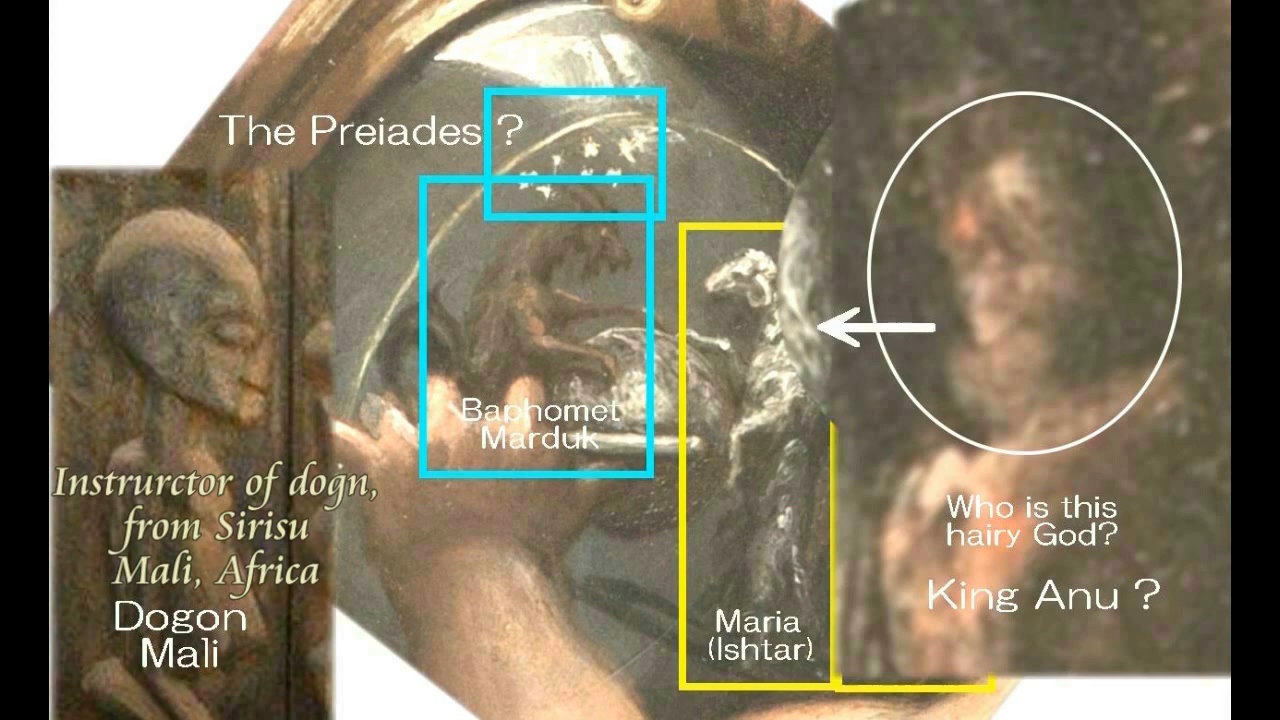 The Preiades ?
Baphomet
Marduk
Instrurctor of dogn,
from Sirisu
Mali, Africa
Dogon
Mali
Maria
(Ishtar)
Who is this
hairy God?
King Anu ?